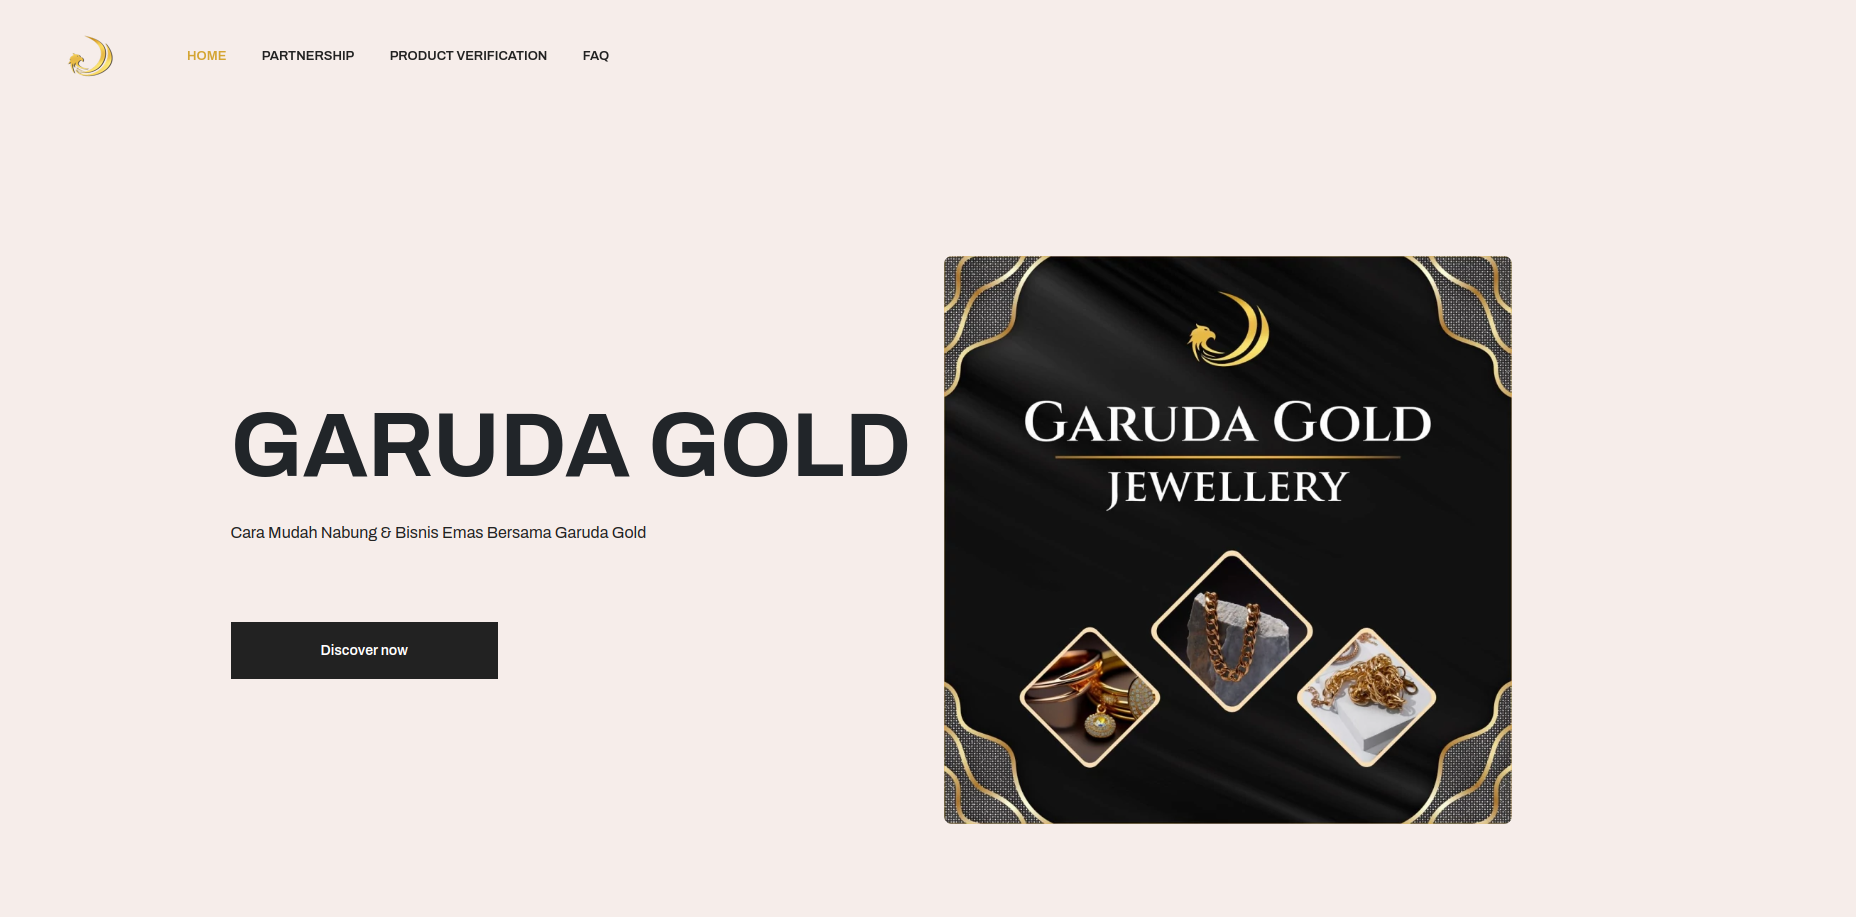 HOME
PARTNERSHIP
PRODUCT VERIFICATION
FAQ
GARUDA GOLD
Cara Mudah Nabung & Bisnis Emas Bersama Garuda Gold
Discover now
GARUDA GOLD
JEWELLERY